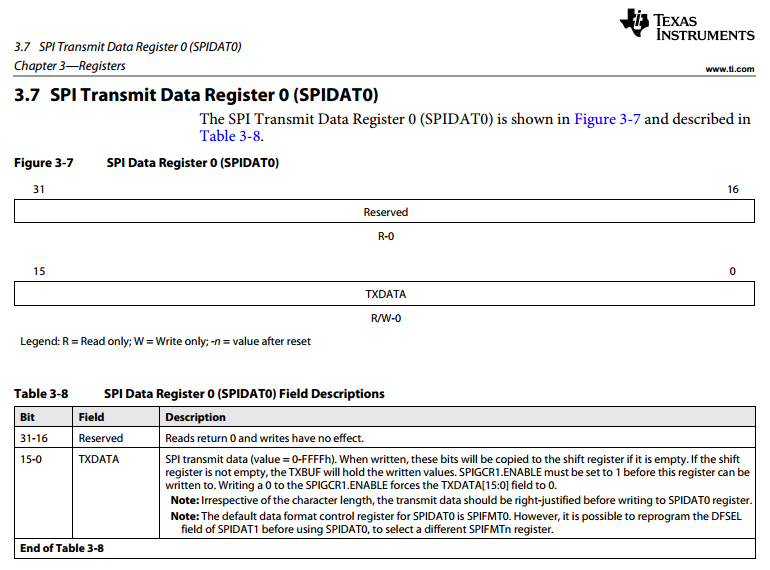 TEXAS
INSTRUMENTS
3.7 SPI Transmit Data Register 0 (SPIDAT0)
Chapter 3—Registers
www.ti.com
3.7 SPI Transmit Data Register 0 (SPIDAT0)
The SPI Transmit Data Register 0 (SPIDAT0) is shown in Figure 3-7 and described in
Table 3-8.
Figure 3-7 SPI Data Register 0 (SPIDAT0)
31 16
Reserved
R-0
15 0
TXDATA
R/W-0
Legend: R = Read only; W = Write only; -n = value after reset
Table 3-8 SPI Data Register 0 (SPIDAT0) Field Descriptions
Bit Field Description
31-16 Reserved Reads return 0 and writes have no effect.
15-0 TXDATA SPI transmit data (value = 0-FFFFh). When written, these bits will be copied to the shift register if it is empty. If the shift
register is not empty, the TXBUF will hold the written values. SPIGCR1.ENABLE must be set to 1 before this register can be
written to. Writing a 0 to the SPIGCR1.ENABLE forces the TXDATA[15:0] field to 0.
Note: Irrespective of the character length, the transmit data should be right-justified before writing to SPIDAT0 register.
Note: The default data format control register for SPIDAT0 is SPIFMT0. However, it is possible to reprogram the DFSEL
field of SPIDAT1 before using SPIDAT0, to select a different SPIFMTn register.
End of Table 3-8